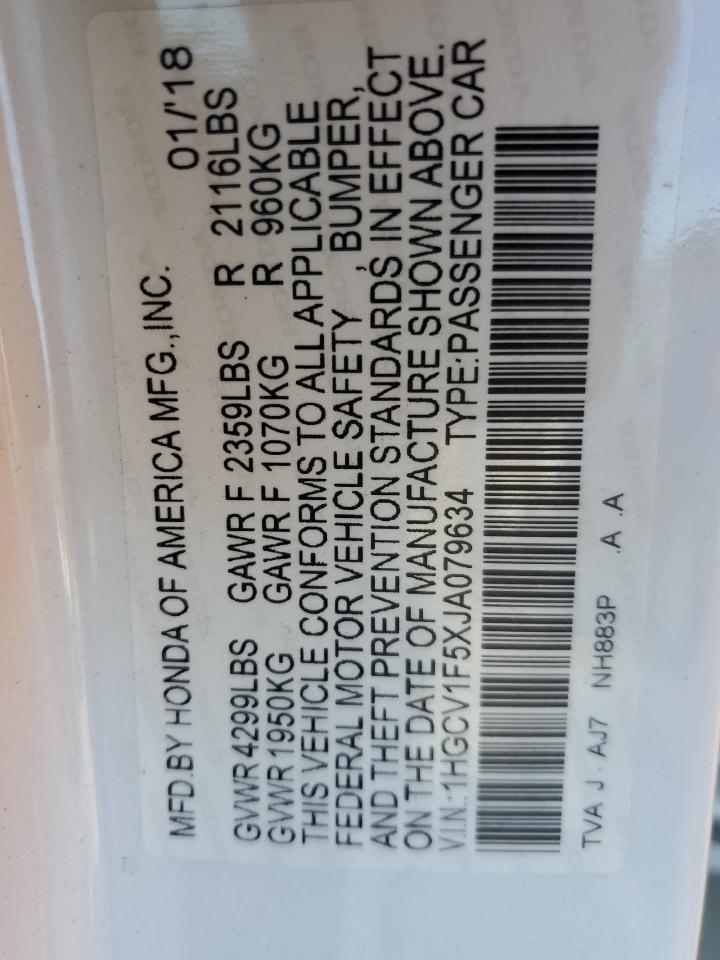 MFD.BY HONDA OF AMERICA MFG.,INC. 01/'18
GVWR 4299LBS GAWR F 2359LBS R 2116LBS
GVWR 1950KG GAWR F 1070KG R 960KG
THIS VEHICLE CONFORMS TO ALL APPLICABLE
FEDERAL MOTOR VEHICLE SAFETY , BUMPER,
AND THEFT PREVENTION STANDARDS IN EFFECT
ON THE DATE OF MANUFACTURE SHOWN ABOVE.
V.I.N.:1HGCV1F5XJA079634 TYPE:PASSENGER CAR
TVA J . AJ7 NH883P .A .A